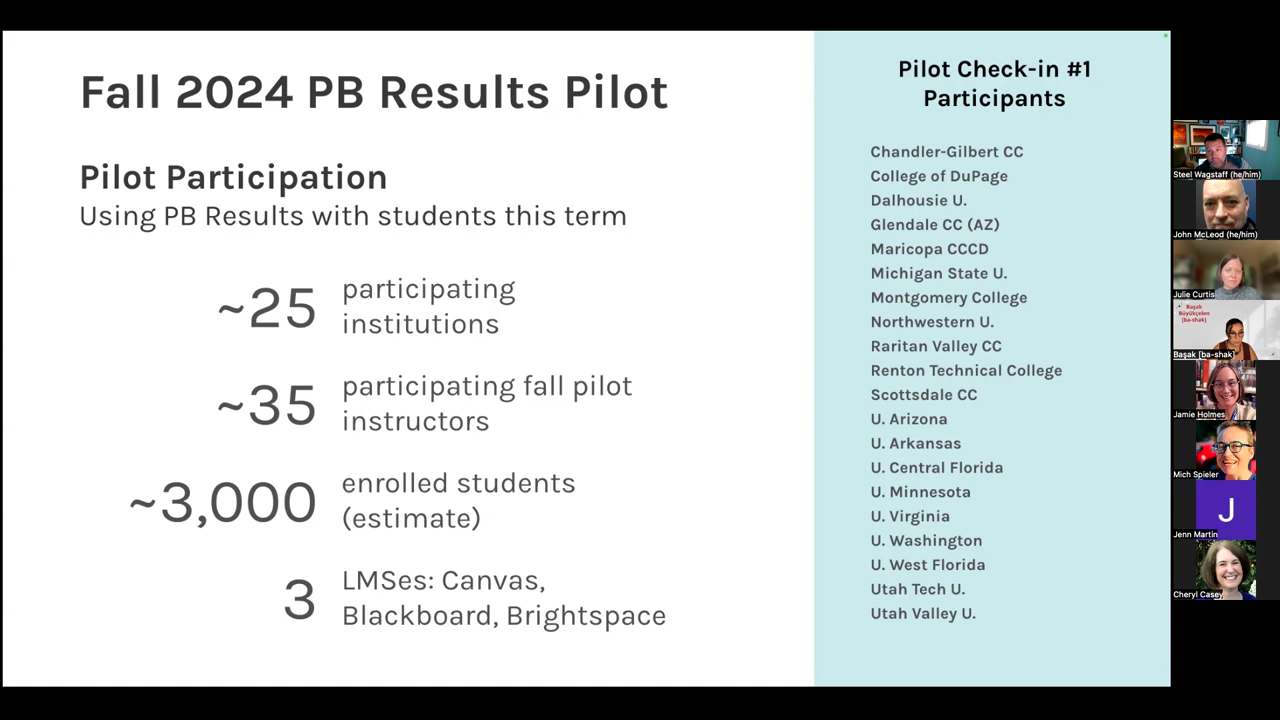 Fall 2024 PB Results Pilot
Pilot Participation
Using PB Results with students this term
~25
participating
institutions
~35
participating fall pilot
instructors
~3,000
enrolled students
(estimate)
3
LMSes: Canvas,
Blackboard, Brightspace
Pilot Check-in #1
Participants
Chandler-Gilbert CC
College of DuPage
Dalhousie U.
Glendale CC (AZ)
Maricopa CCCD
Michigan State U.
Montgomery College
Northwestern U.
Raritan Valley CC
Renton Technical College
Scottsdale CC
U. Arizona
U. Arkansas
U. Central Florida
U. Minnesota
U. Virginia
U. Washington
U. West Florida
Utah Tech U.
Utah Valley U.
Steel Wagstaff (he/him)
John McLeod (he/him)
Julie Curtis
Başak
Büyükçelen
[ba-shak]
Başak [ba-shak]
Jamie Holmes
Mich Spieler
J
Jenn Martin
Cheryl Casey